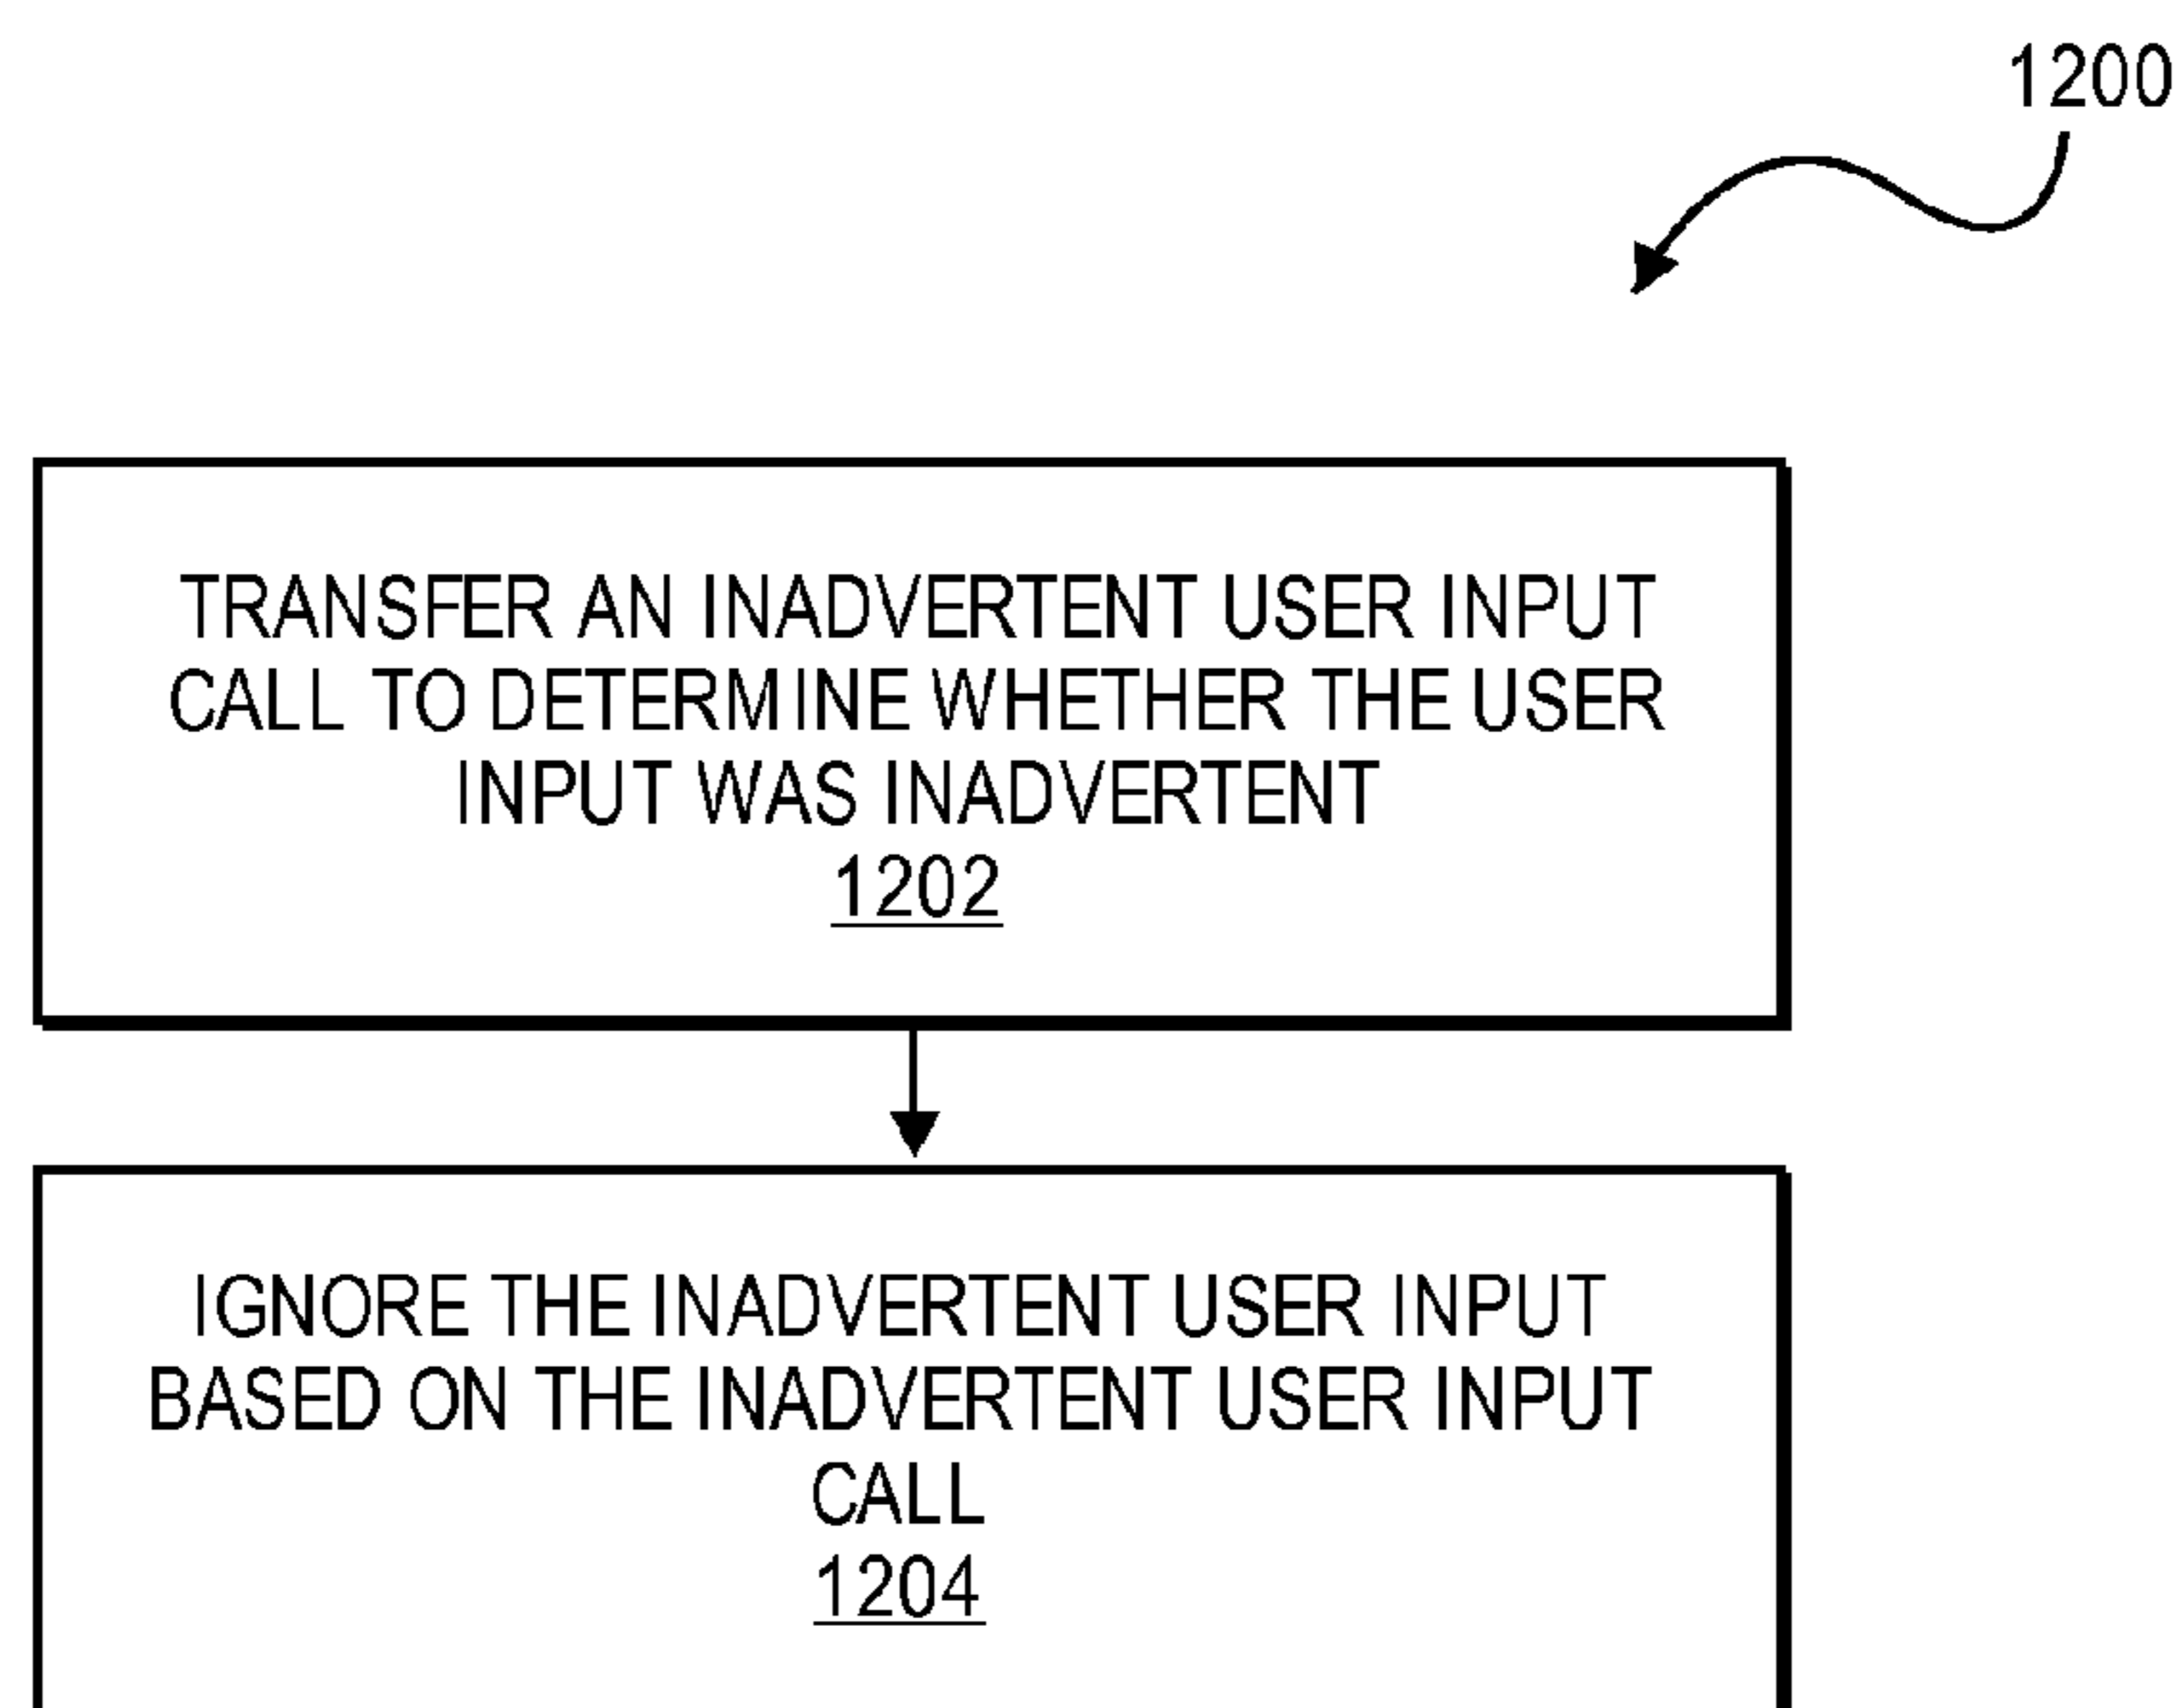 1200
TRANSFER AN INADVERTENT USER INPUT
CALL TO DETERMINE WHETHER THE USER
INPUT WAS INADVERTENT
1202
IGNORE THE INADVERTENT USER INPUT
BASED ON THE INADVERTENT USER INPUT
CALL
1204